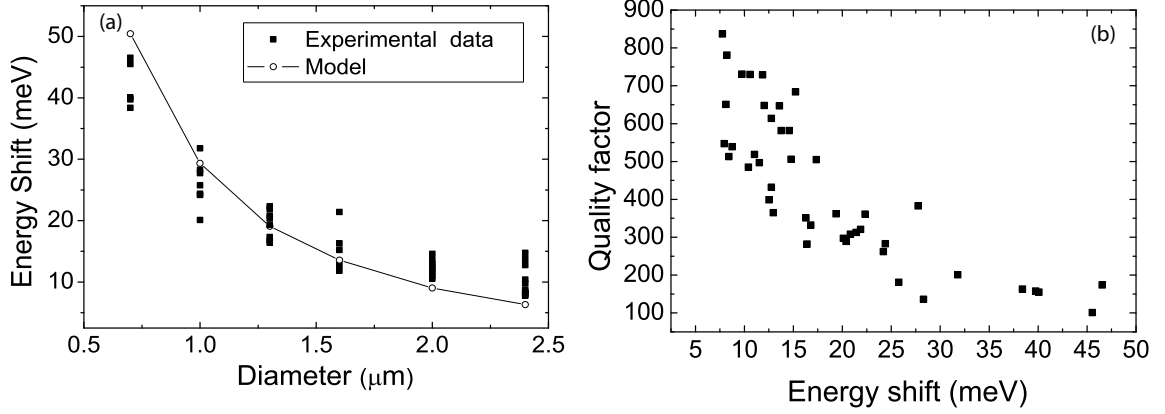 (a)
Experimental data
Model
50
40
30
20
10
Energy Shift (meV)
0.5 1.0 1.5 2.0 2.5
Diameter (μm)
(b)
900
800
700
600
500
400
300
200
100
Quality factor
5 10 15 20 25 30 35 40 45 50
Energy shift (meV)